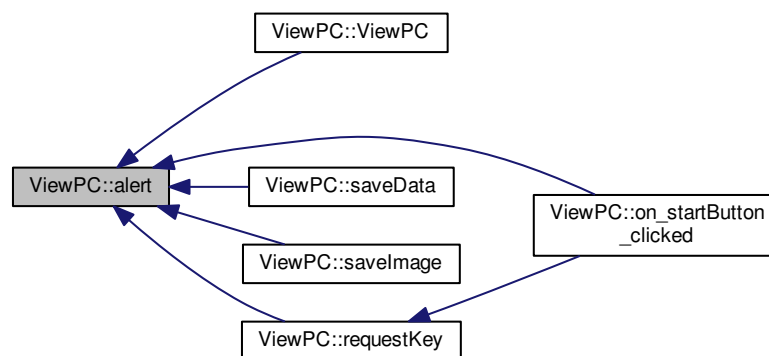 ViewPC::ViewPC
ViewPC::alert
ViewPC::saveData
ViewPC::on_startButton
_clicked
ViewPC::saveImage
ViewPC::requestKey